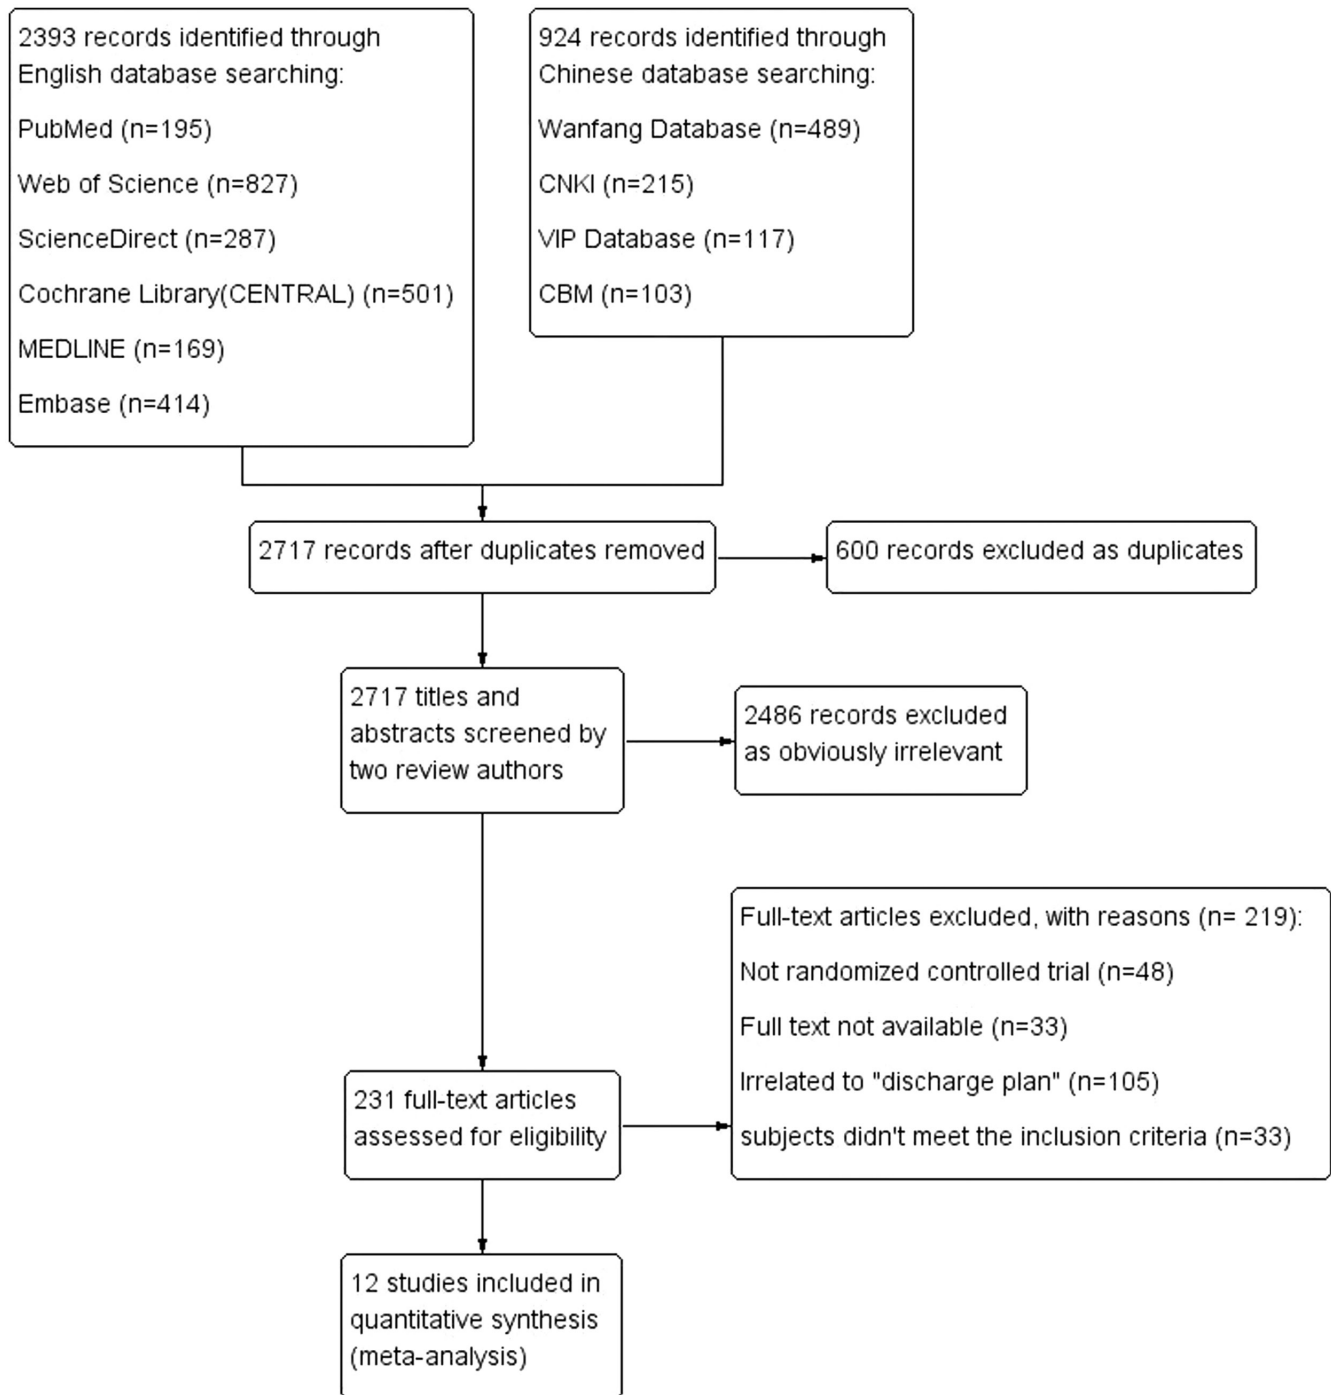 2393 records identified through
English database searching:
PubMed (n=195)
Web of Science (n=827)
ScienceDirect (n=287)
Cochrane Library(CENTRAL) (n=501)
MEDLINE (n=169)
Embase (n=414)
924 records identified through
Chinese database searching:
Wanfang Database (n=489)
CNKI (n=215)
VIP Database (n=117)
CBM (n=103)
2717 records after duplicates removed
600 records excluded as duplicates
2717 titles and
abstracts screened by
two review authors
2486 records excluded
as obviously irrelevant
231 full-text articles
assessed for eligibility
Full-text articles excluded, with reasons (n= 219):
Not randomized controlled trial (n=48)
Full text not available (n=33)
Irrelated to "discharge plan" (n=105)
subjects didn't meet the inclusion criteria (n=33)
12 studies included in
quantitative synthesis
(meta-analysis)